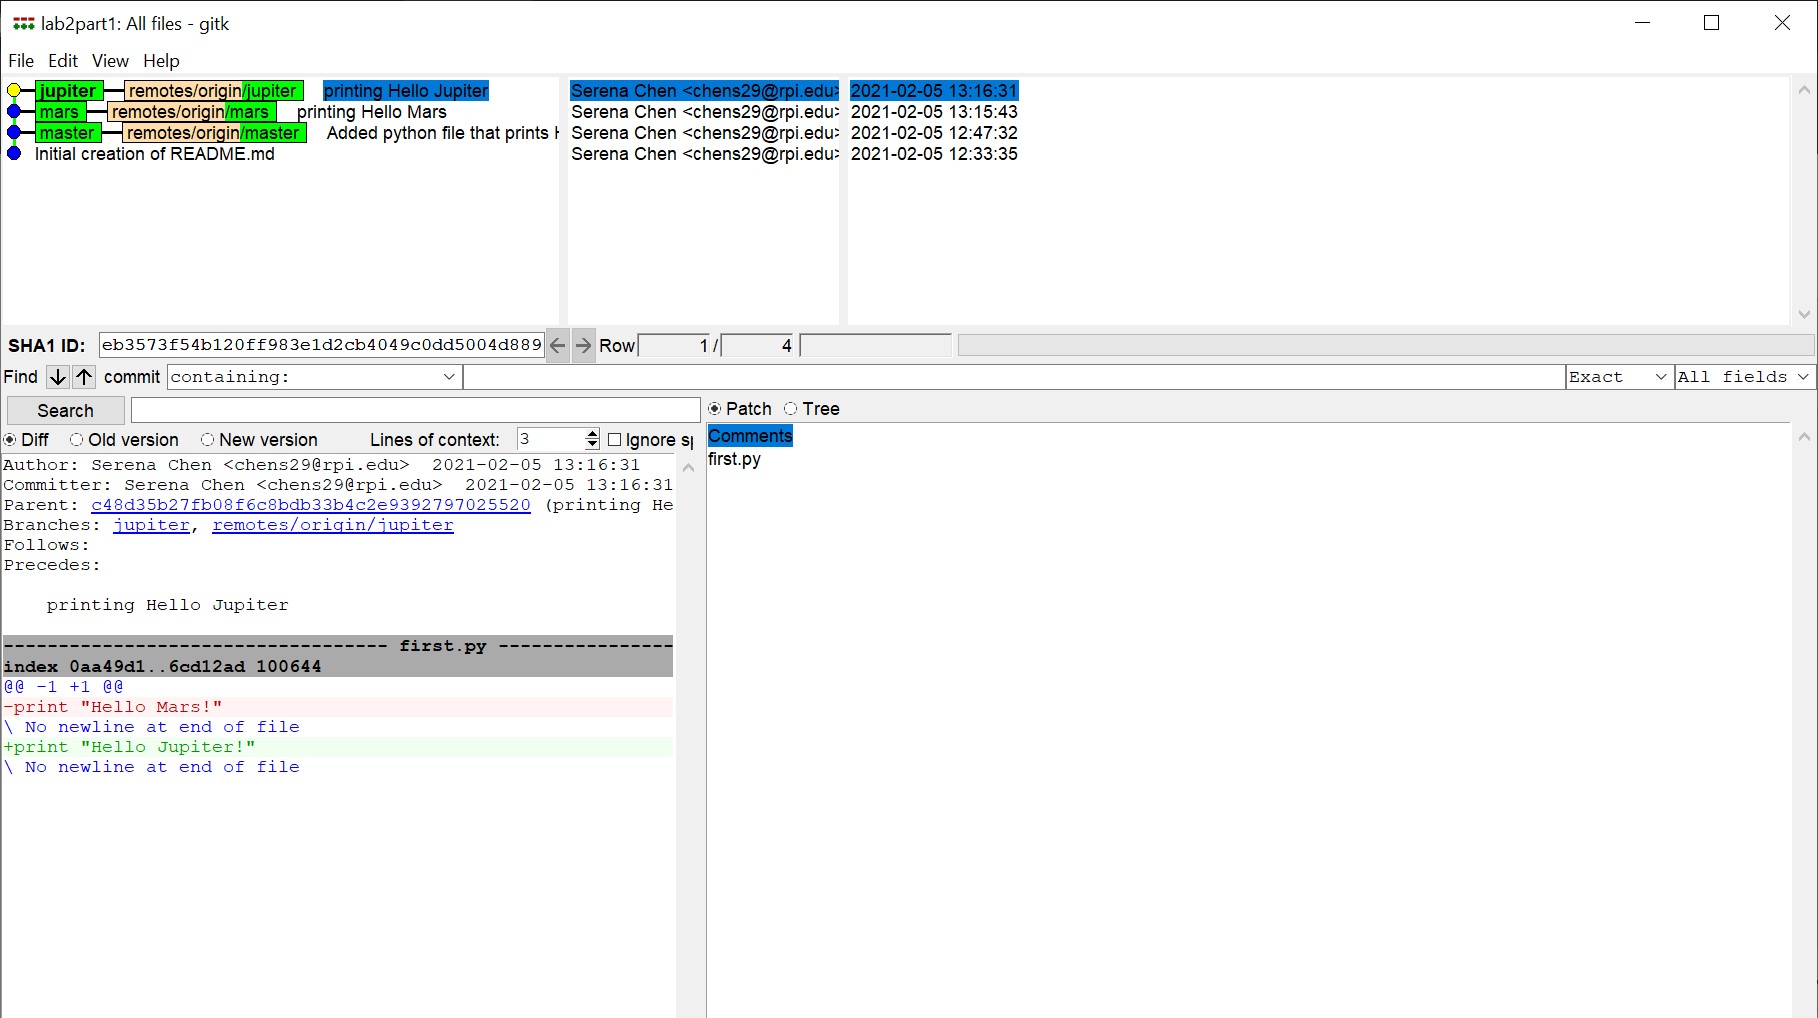 lab2part1: All files - gitk
File Edit View Help
jupiter remotes/origin/jupiter printing Hello Jupiter Serena Chen <chens29@rpi.edu> 2021-02-05 13:16:31
mars remotes/origin/mars printing Hello Mars Serena Chen <chens29@rpi.edu> 2021-02-05 13:15:43
master remotes/origin/master Added python file that prints H Serena Chen <chens29@rpi.edu> 2021-02-05 12:47:32
Initial creation of README.md Serena Chen <chens29@rpi.edu> 2021-02-05 12:33:35
SHA1 ID: eb3573f54b120ff983e1d2cb4049c0dd5004d889 Row 1 / 4
Find commit containing: Exact All fields
Search Patch Tree
Diff Old version New version Lines of context: 3 Ignore sp
Comments
first.py
Author: Serena Chen <chens29@rpi.edu>  2021-02-05 13:16:31
Committer: Serena Chen <chens29@rpi.edu>  2021-02-05 13:16:31
Parent: c48d35b27fb08f6c8bdb33b4c2e9392797025520 (printing He
Branches: jupiter, remotes/origin/jupiter
Follows:
Precedes:
printing Hello Jupiter
----------------------------------- first.py ----------------
index 0aa49d1..6cd12ad 100644
@@ -1 +1 @@
-print "Hello Mars!"
\ No newline at end of file
+print "Hello Jupiter!"
\ No newline at end of file